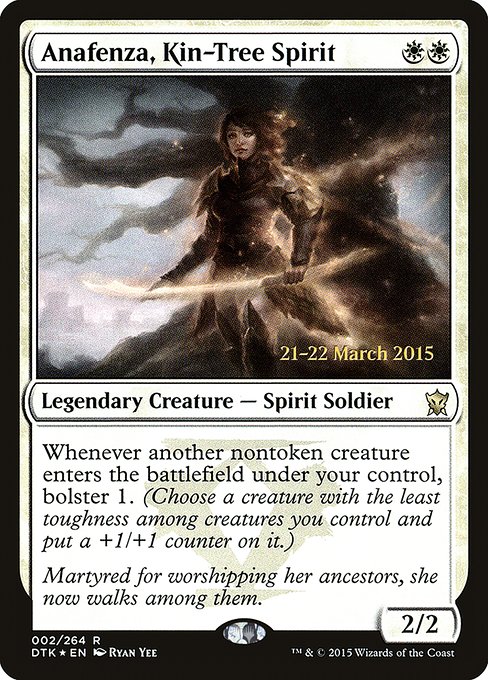 Anafenza, Kin-Tree Spirit
21–22 March 2015
Legendary Creature — Spirit Soldier
Whenever another nontoken creature
enters the battlefield under your control,
bolster 1. (Choose a creature with the least
toughness among creatures you control and
put a +1/+1 counter on it.)
Martyred for worshipping her ancestors, she
now walks among them.
2/2
002/264 R
DTK ★ EN Ryan Yee
™ & © 2015 Wizards of the Coast